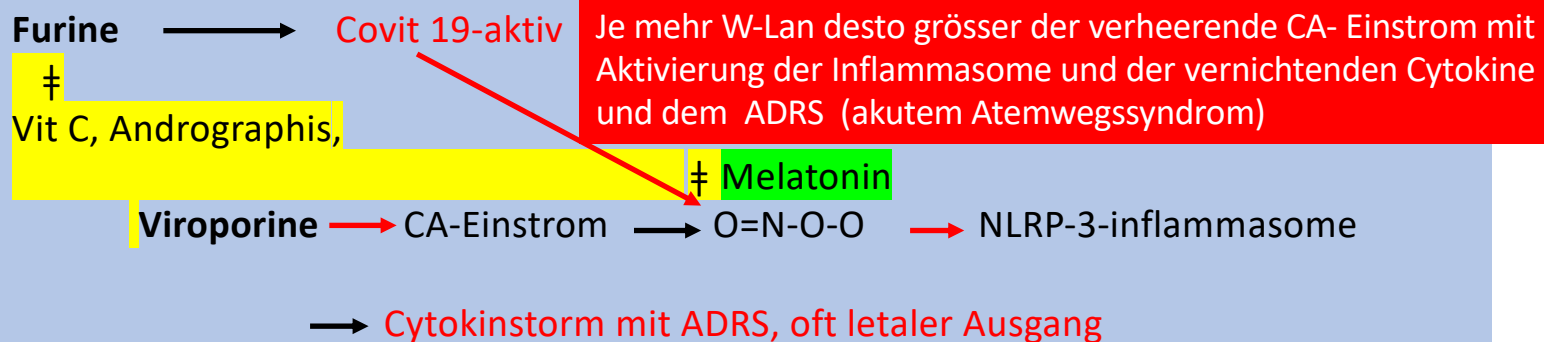 Furine Covit 19-aktiv
Je mehr W-Lan desto grösser der verheerende CA- Einstrom mit
Aktivierung der Inflammasome und der vernichtenden Cytokine
und dem ADRS (akutem Atemwegssyndrom)
ǂ
Vit C, Andrographis,
ǂ Melatonin
Viroporine CA-Einstrom O=N-O-O NLRP-3-inflammasome
Cytokinstorm mit ADRS, oft letaler Ausgang